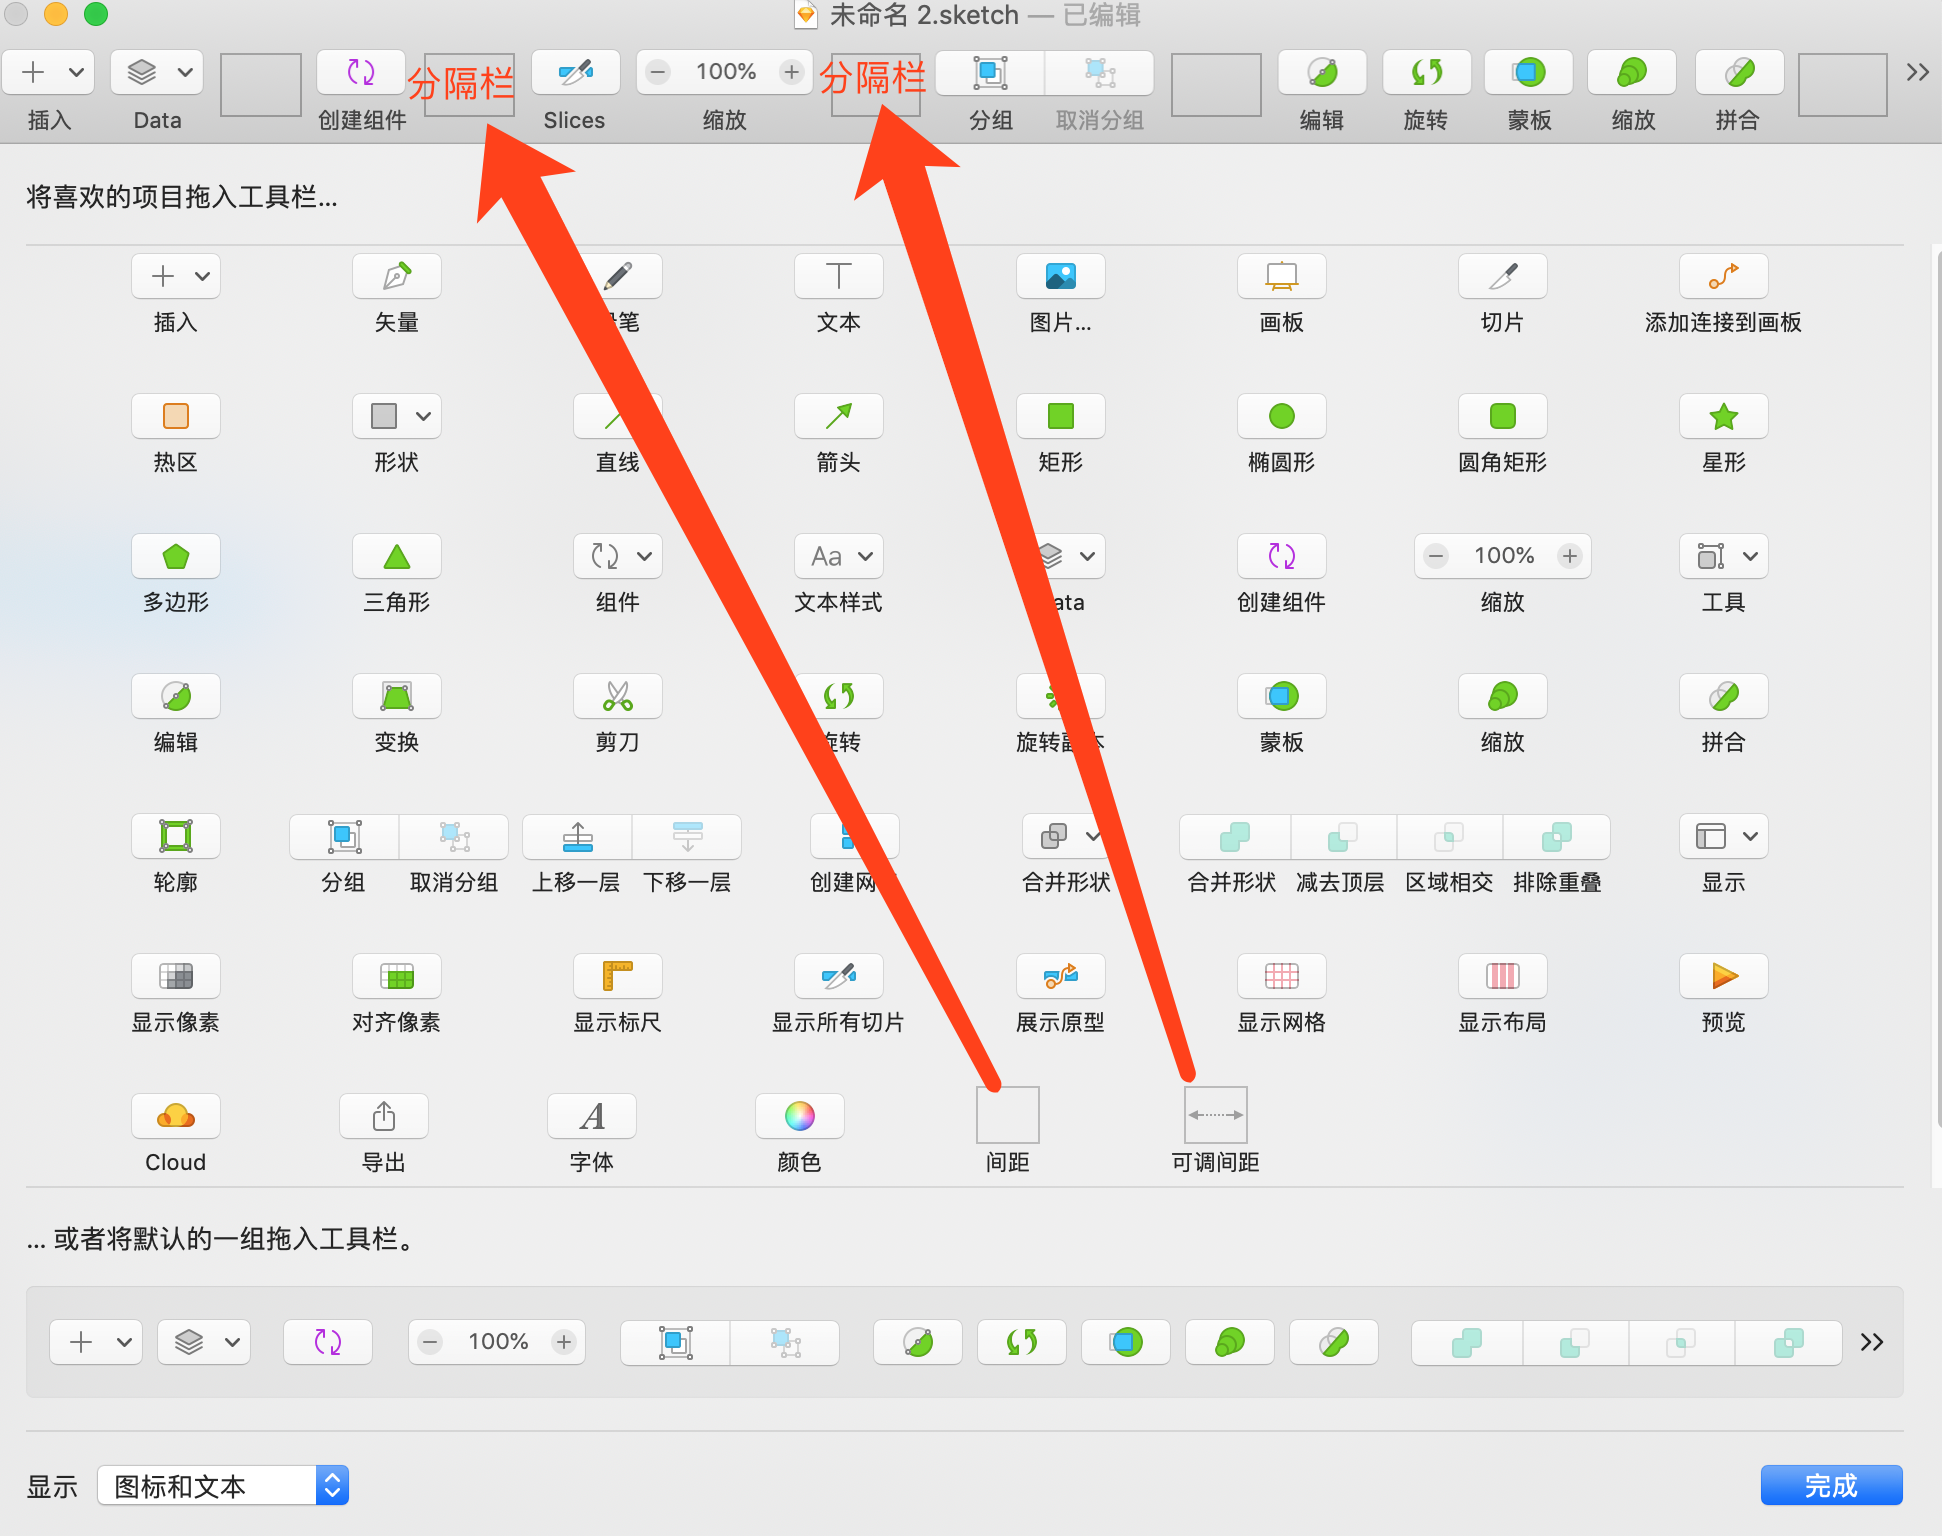 未命名 2.sketch — 已编辑
分隔栏 100% 分隔栏
插入 Data 创建组件 Slices 缩放 分组 取消分组 编辑 旋转 蒙板 缩放 拼合
将喜欢的项目拖入工具栏...
插入 矢量 笔 文本 图片... 画板 切片 添加连接到画板
热区 形状 直线 箭头 矩形 椭圆形 圆角矩形 星形
Aa 100%
多边形 三角形 组件 文本样式 ata 创建组件 缩放 工具
编辑 变换 剪刀 旋转 旋转副本 蒙板 缩放 拼合
轮廓 分组 取消分组 上移一层 下移一层 创建网 合并形状 合并形状 减去顶层 区域相交 排除重叠 显示
显示像素 对齐像素 显示标尺 显示所有切片 展示原型 显示网格 显示布局 预览
A
Cloud 导出 字体 颜色 间距 可调间距
... 或者将默认的一组拖入工具栏。
100%
显示 图标和文本 完成